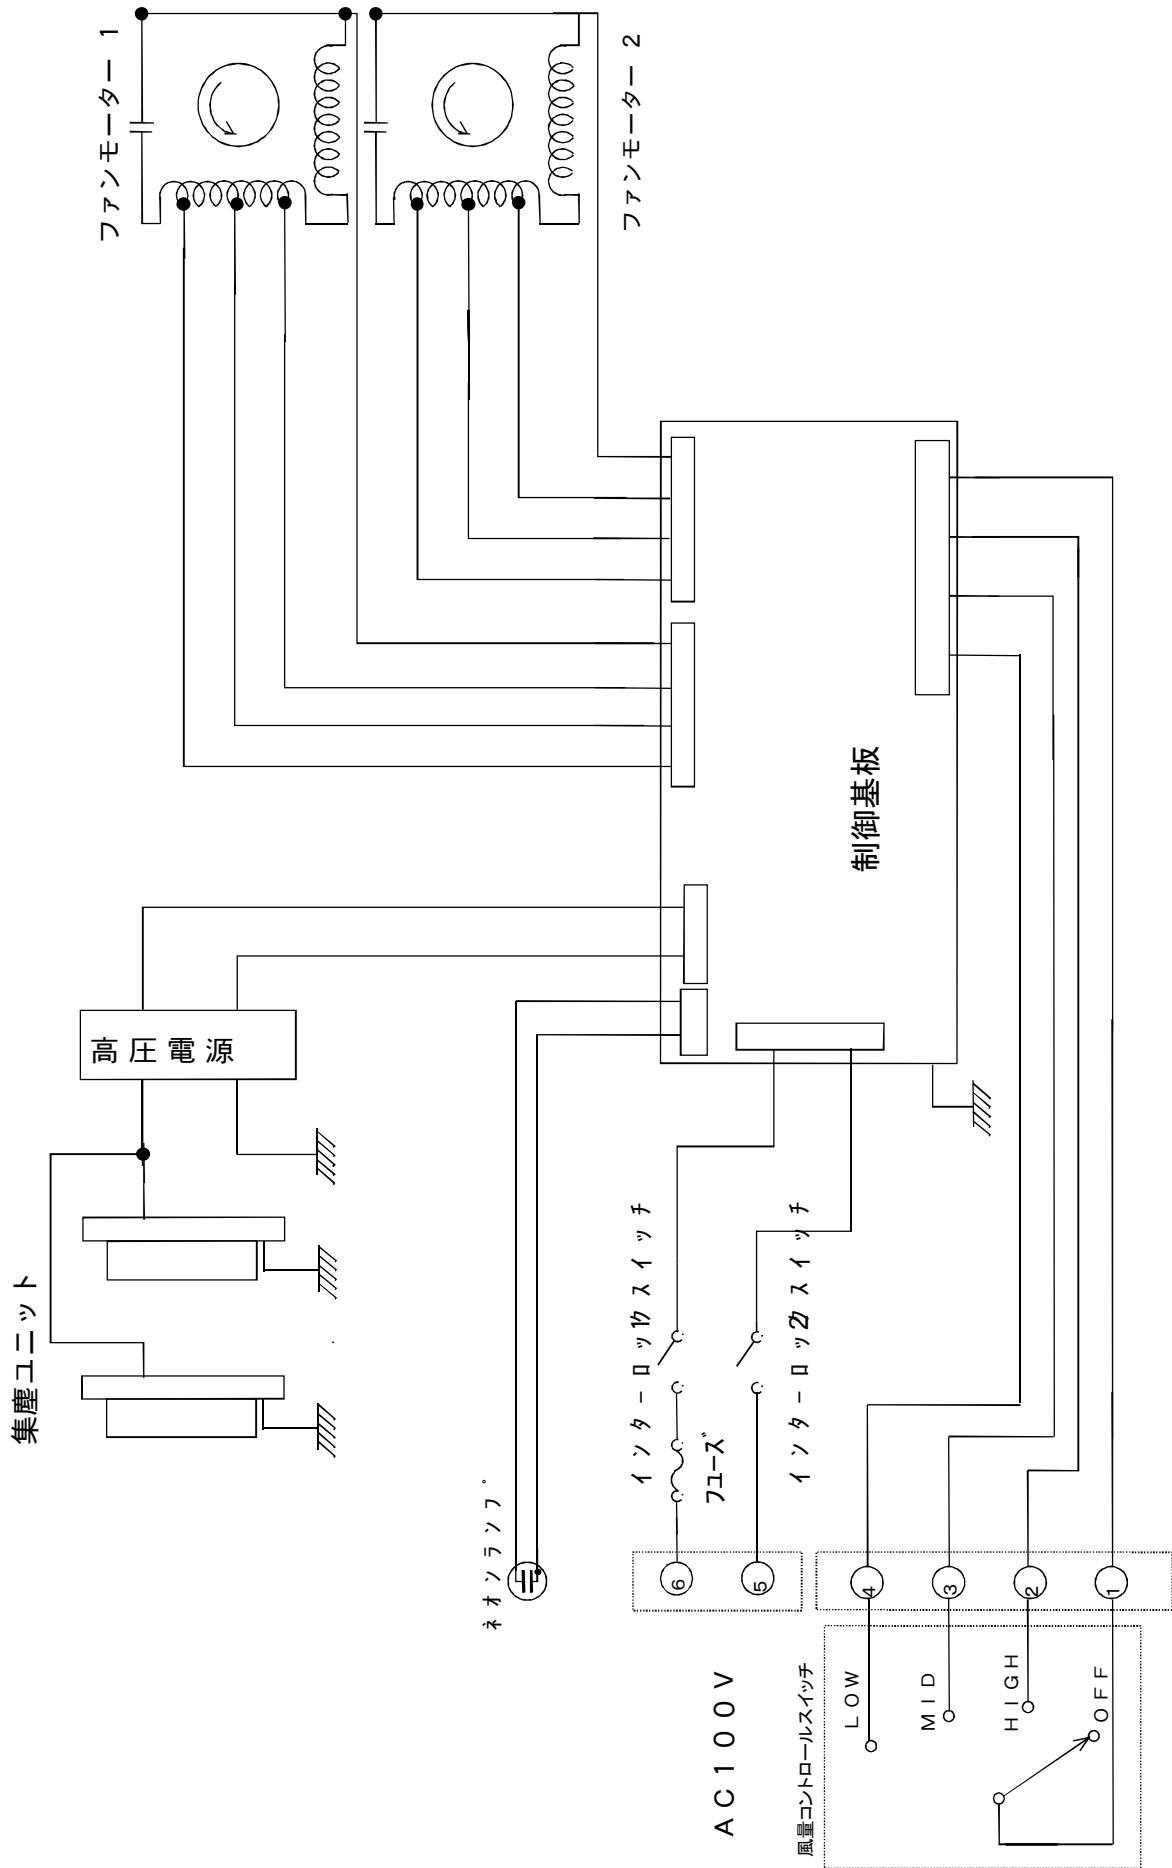 ファンモーター 1
ファンモーター 2
制御基板
高圧電源
集塵ユニット
インターロックスイッチ
1
フューズ
インターロックスイッチ
2
ネオンランプ
6
5
4
3
2
1
AC100V
風量コントロールスイッチ
LOW
MID
HIGH
OFF